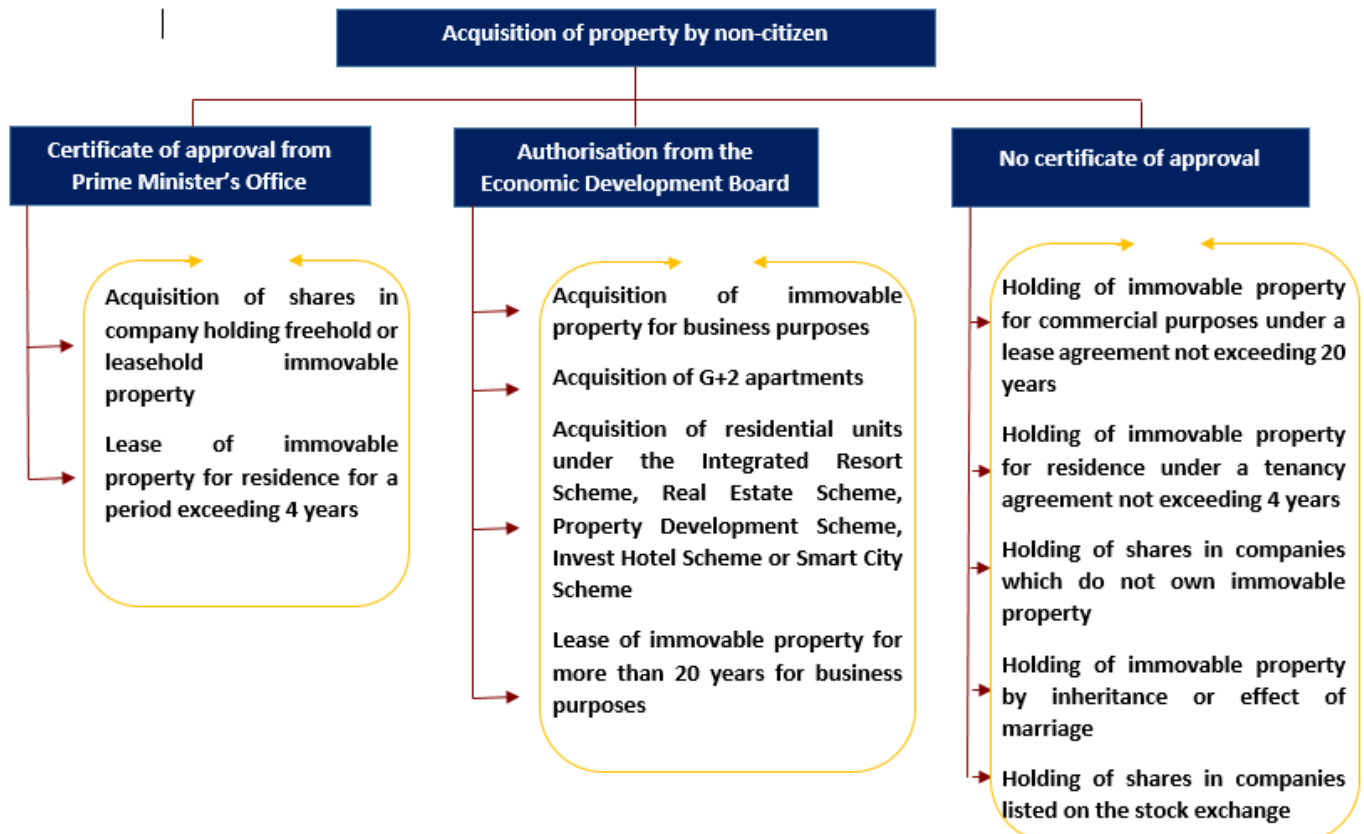 Acquisition of property by non-citizen
Certificate of approval from
Prime Minister's Office
Acquisition of shares in
company holding freehold or
leasehold immovable
property
Lease of immovable
property for residence for a
period exceeding 4 years
Authorisation from the
Economic Development Board
Acquisition of immovable
property for business purposes
Acquisition of G+2 apartments
Acquisition of residential units
under the Integrated Resort
Scheme, Real Estate Scheme,
Property Development Scheme,
Invest Hotel Scheme or Smart City
Scheme
Lease of immovable property for
more than 20 years for business
purposes
No certificate of approval
Holding of immovable property
for commercial purposes under a
lease agreement not exceeding 20
years
Holding of immovable property
for residence under a tenancy
agreement not exceeding 4 years
Holding of shares in companies
which do not own immovable
property
Holding of immovable property
by inheritance or effect of
marriage
Holding of shares in companies
listed on the stock exchange